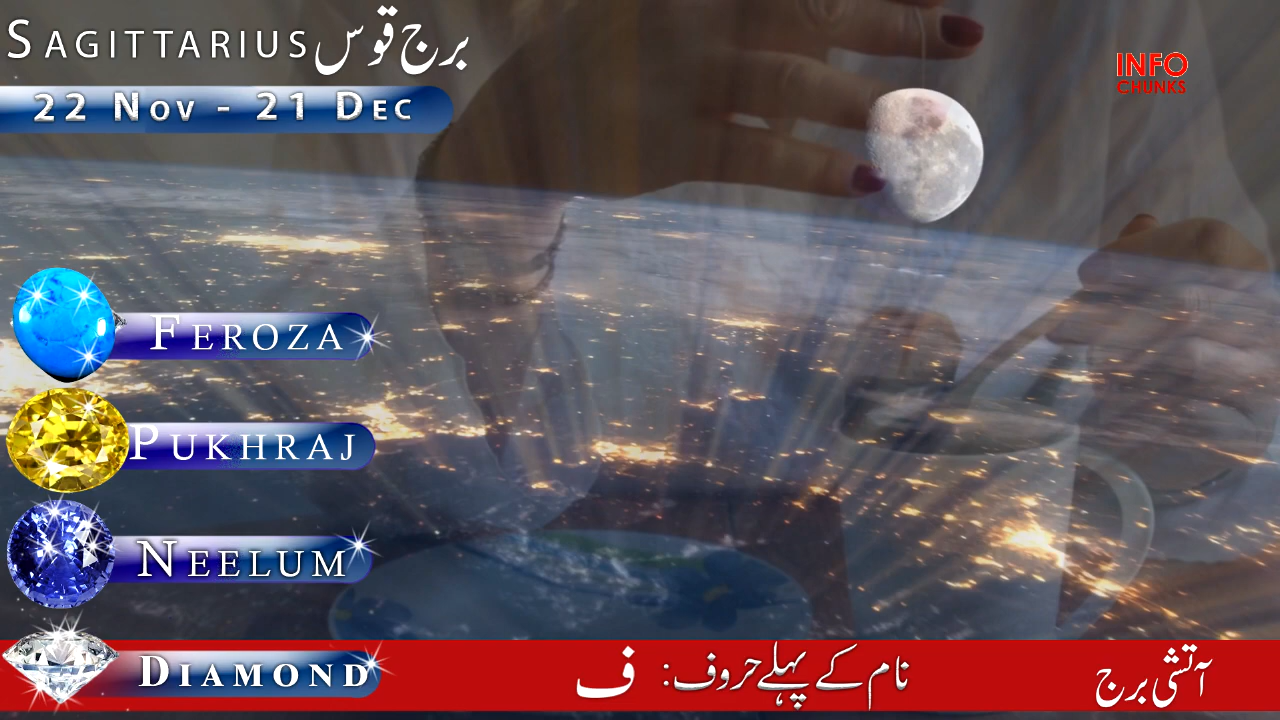 SAGITTARIUS برج قوس
22 NOV - 21 DEC
INFO
CHUNKS
FEROZA
PUKHRAJ
NEELUM
DIAMOND
آتشی برج
نام کے پہلے حروف: ف